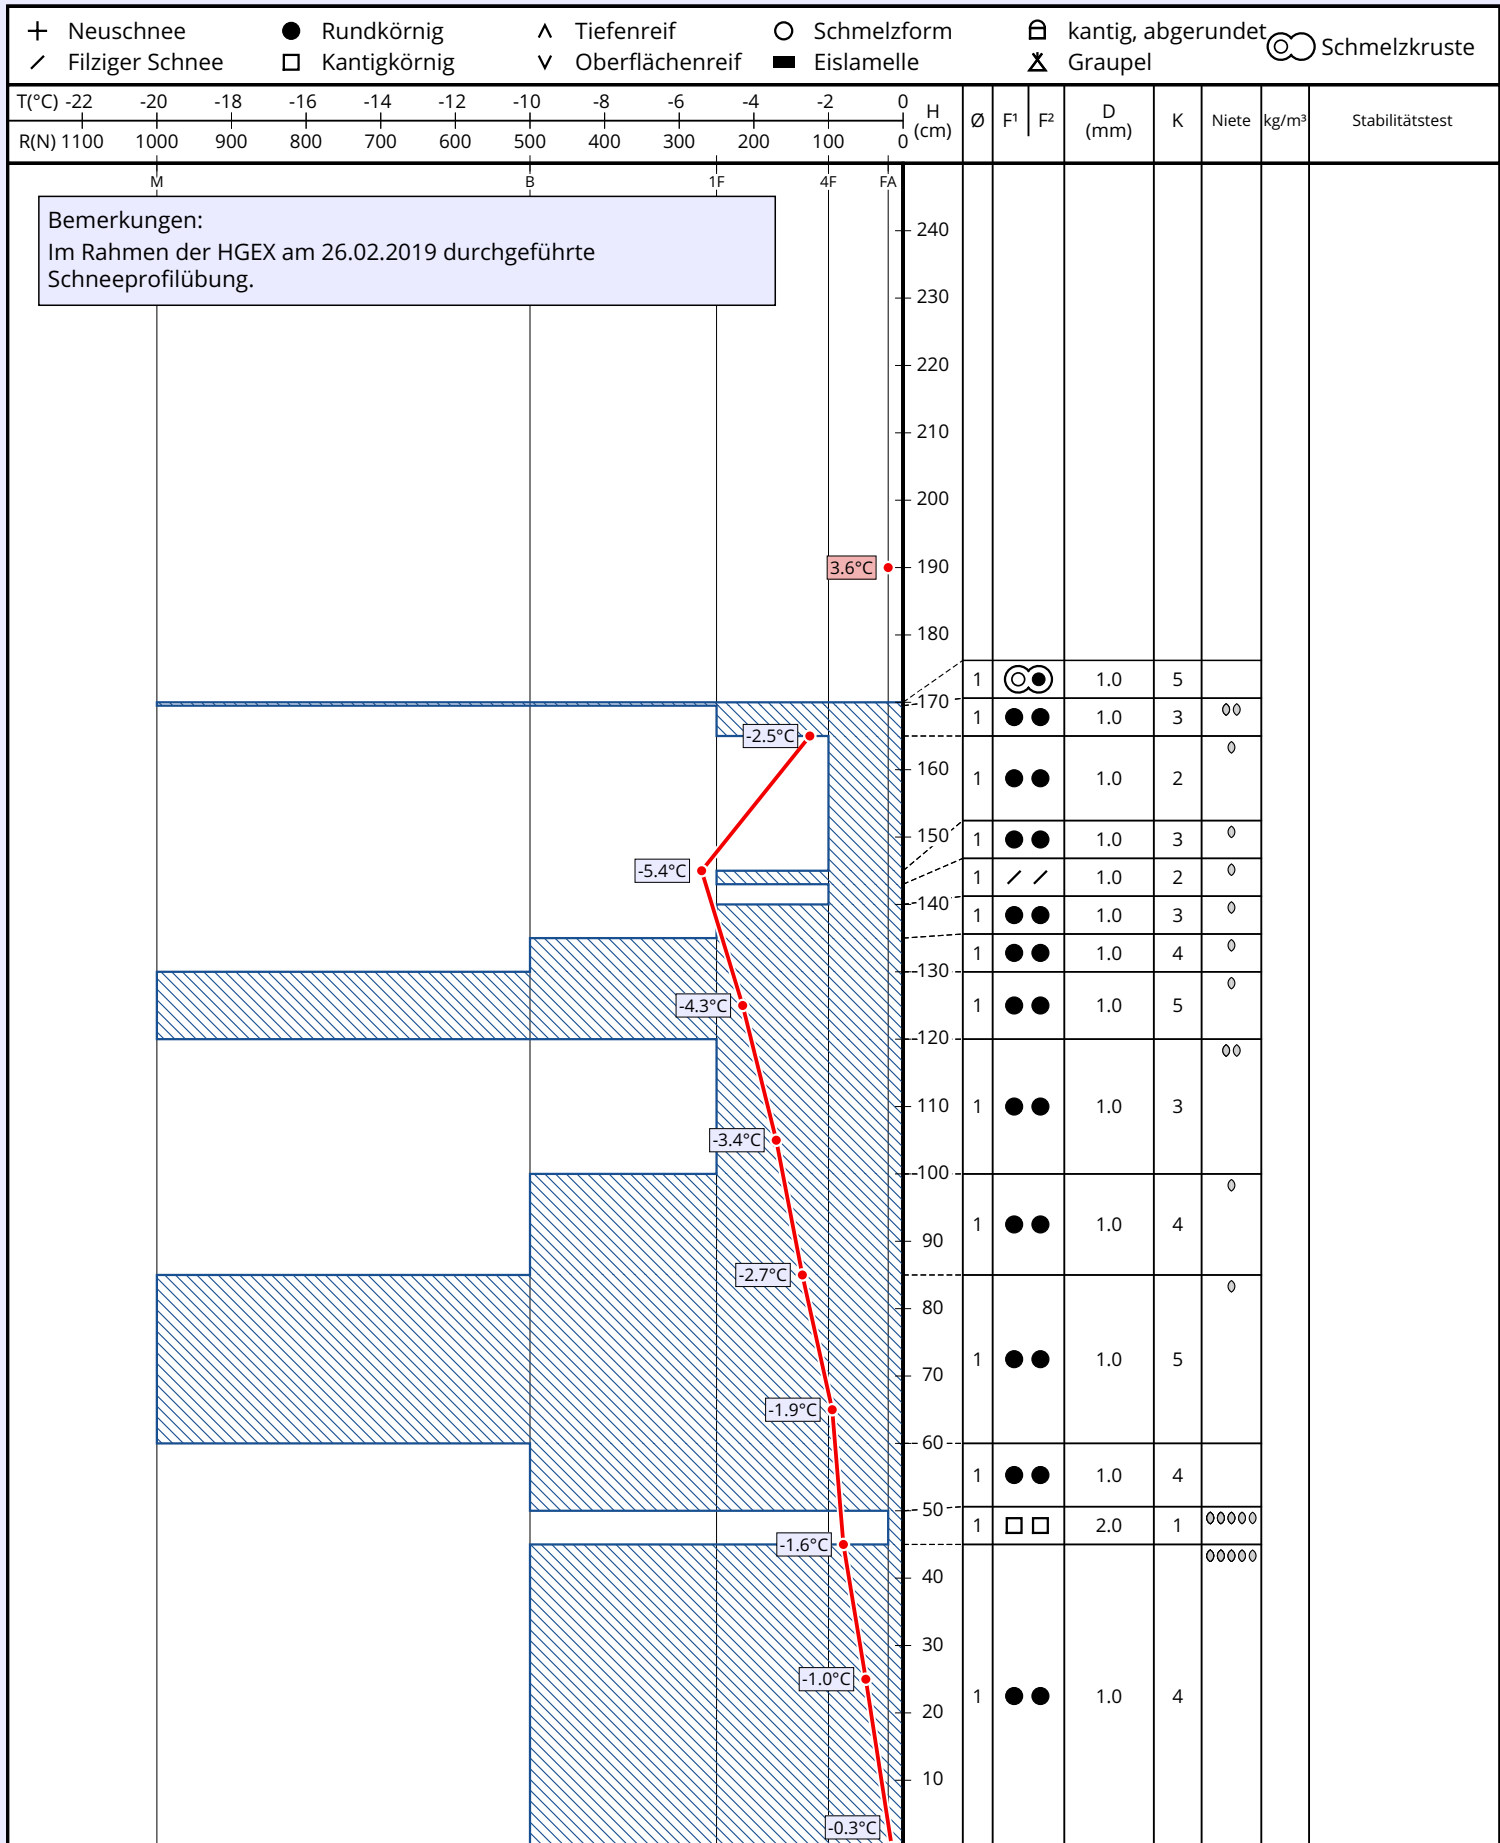 Neuschnee Rundkörnig Tiefenreif Schmelzform kantig, abgerundet Schmelzkruste
Filziger Schnee Kantigkörnig Oberflächenreif Eislamelle Graupel
T(°C) -22 -20 -18 -16 -14 -12 -10 -8 -6 -4 -2 0
R(N) 1100 1000 900 800 700 600 500 400 300 200 100 0
H (cm) Ø F¹ F² D (mm) K Niete kg/m³ Stabilitätstest
M B 1F 4F FA
Bemerkungen:
Im Rahmen der HGEX am 26.02.2019 durchgeführte
Schneeprofilübung.
240
230
220
210
200
3.6°C 190
180
1 1.0 5
170
1 1.0 3
-2.5°C
160
1 1.0 2
150
1 1.0 3
-5.4°C
1 1.0 2
140
1 1.0 3
1 1.0 4
130
-4.3°C 1 1.0 5
120
110 1 1.0 3
-3.4°C
100
1 1.0 4
90
-2.7°C
80
1 1.0 5
70
-1.9°C
60
1 1.0 4
50
1 2.0 1
-1.6°C
40
30
-1.0°C
1 1.0 4
20
10
-0.3°C